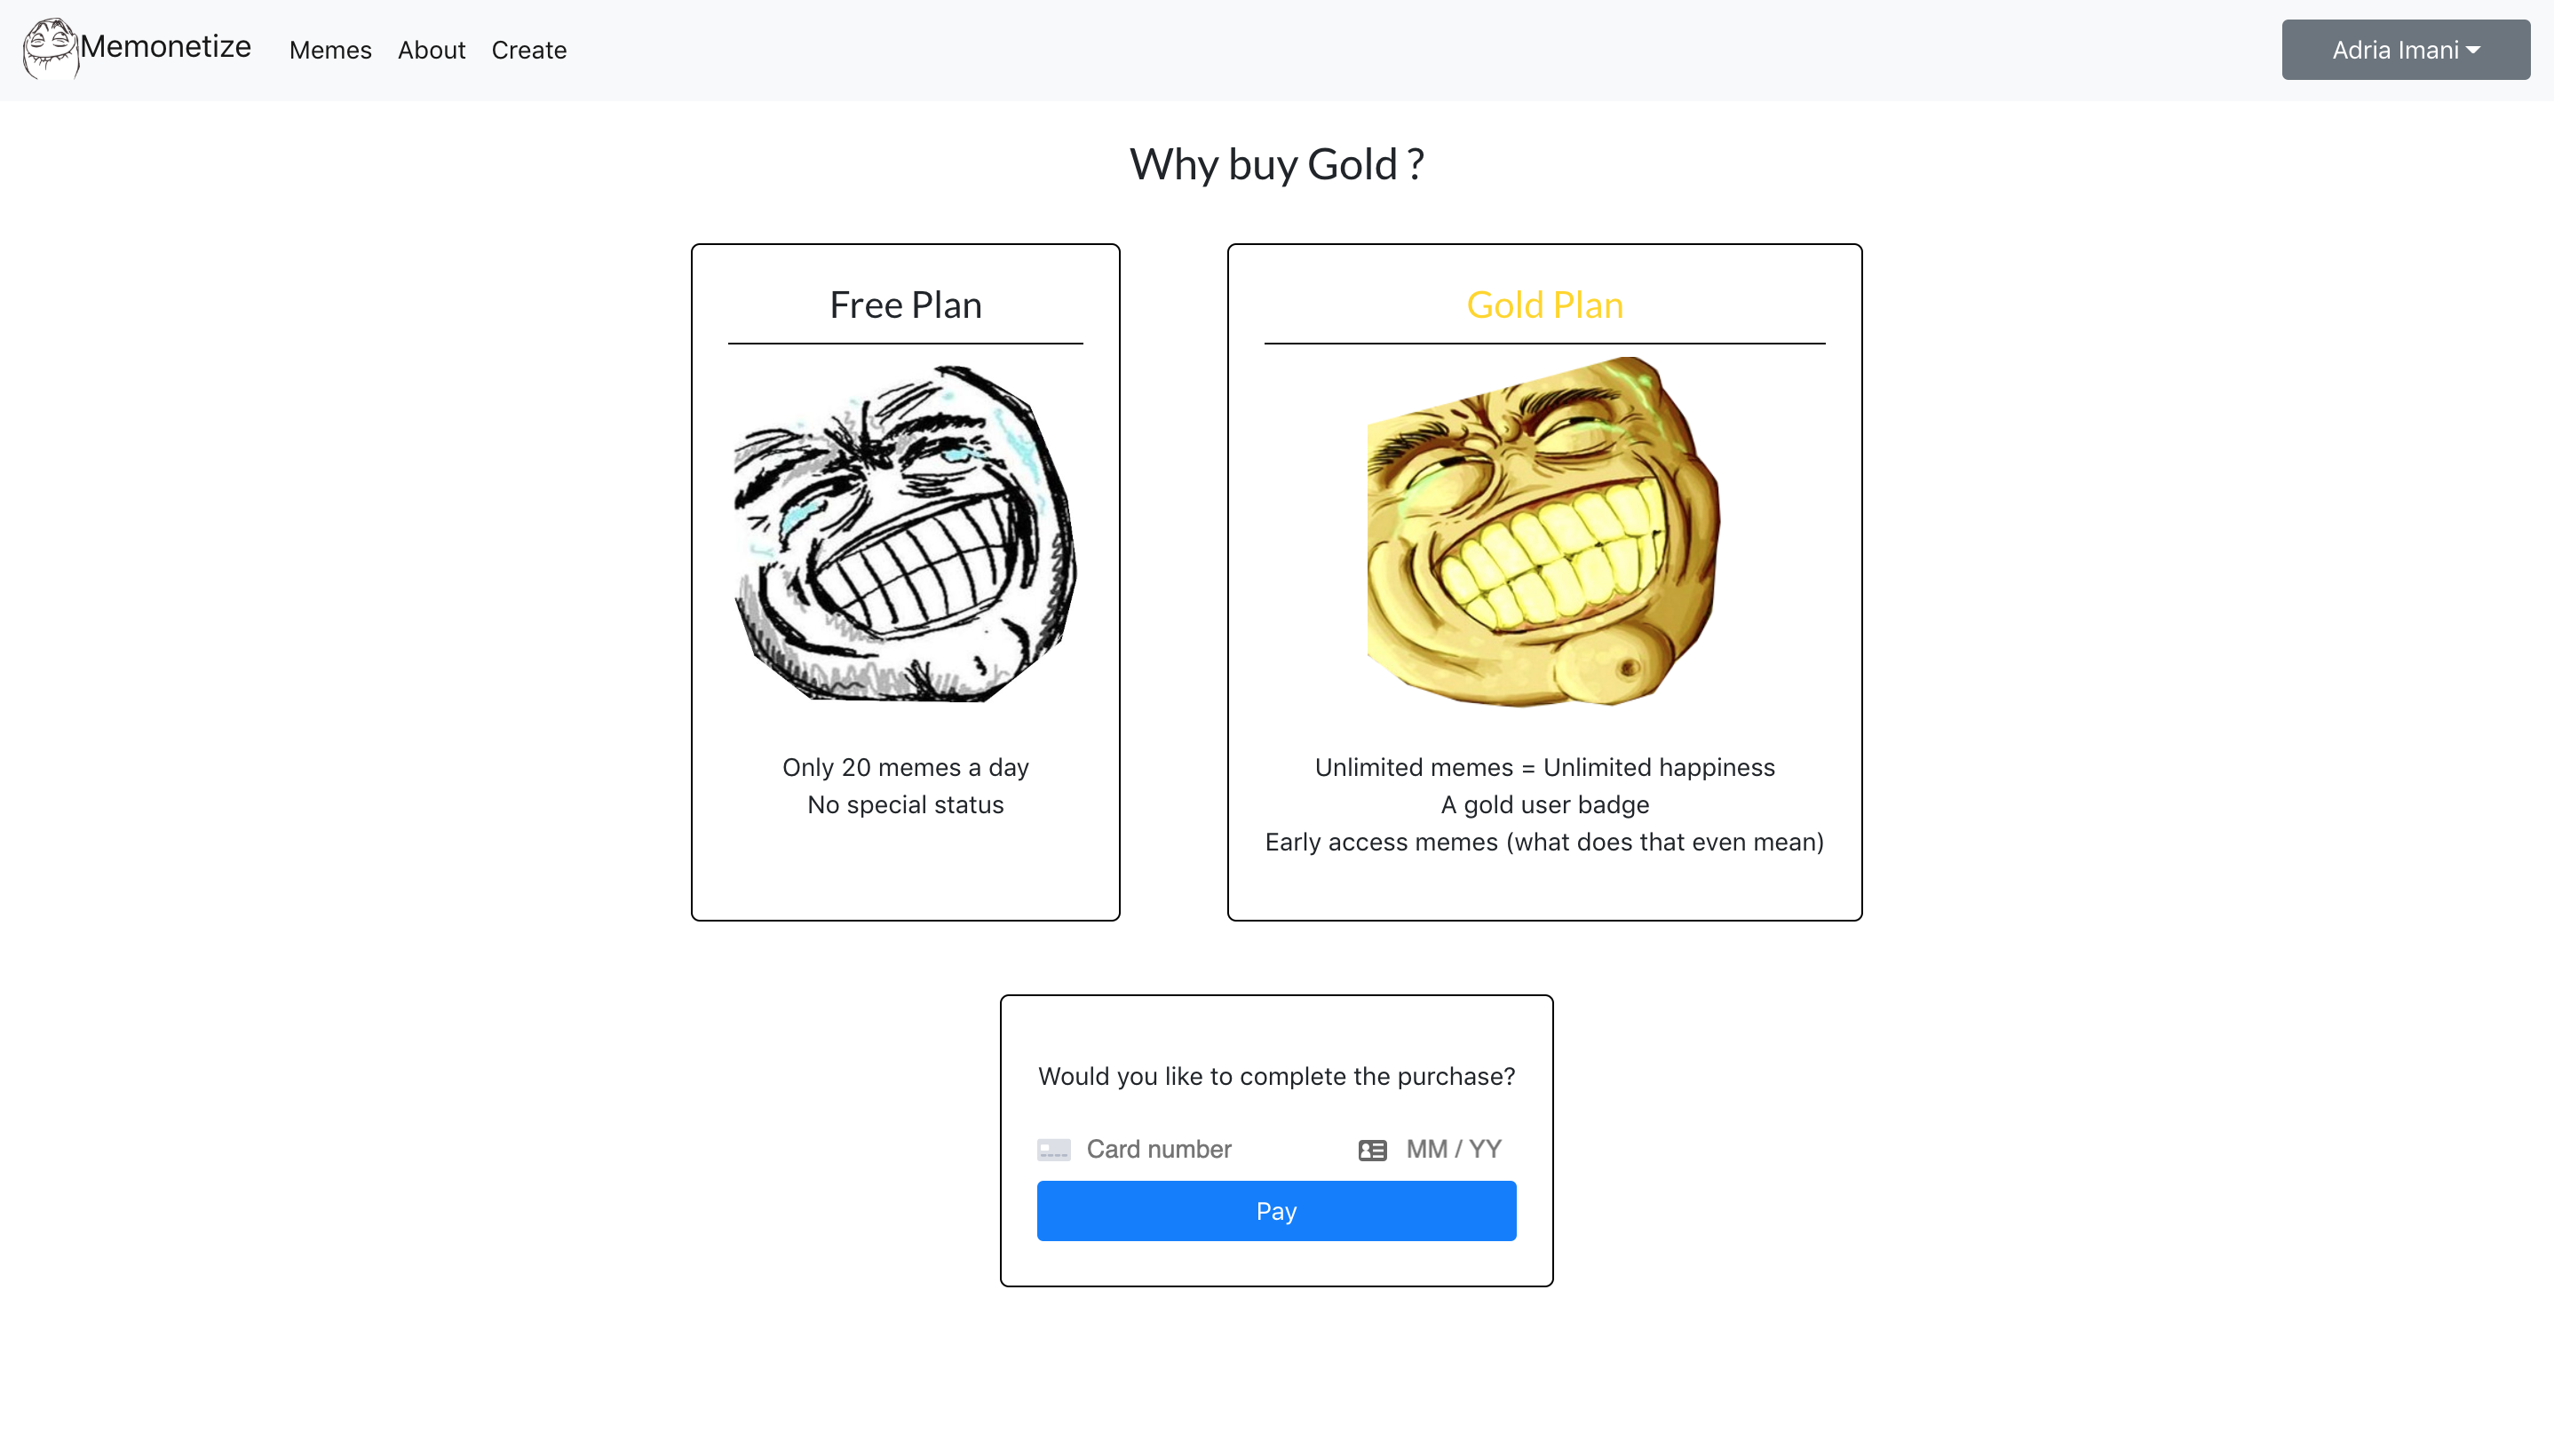 Memonetize Memes About Create Adria Imani
Why buy Gold ?
Free Plan
Only 20 memes a day
No special status
Gold Plan
Unlimited memes = Unlimited happiness
A gold user badge
Early access memes (what does that even mean)
Would you like to complete the purchase?
Card number MM / YY
Pay